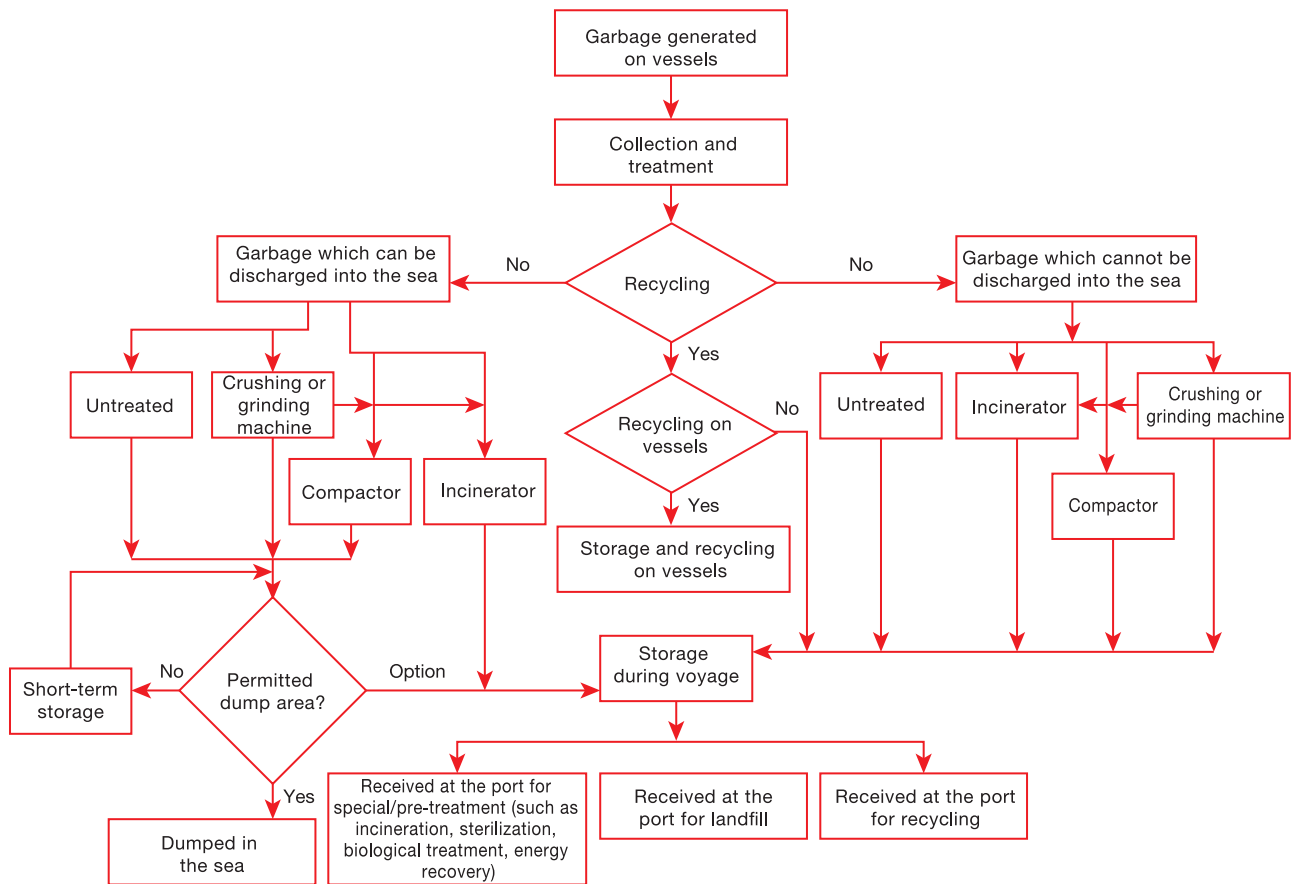 Garbage generated
on vessels
Collection and
treatment
Garbage which can be
discharged into the sea
No
Recycling
No
Garbage which cannot be
discharged into the sea
Yes
Untreated
Crushing or
grinding
machine
Recycling on
vessels
No
Untreated
Incinerator
Crushing or
grinding machine
Compactor
Incinerator
Yes
Compactor
Storage and recycling
on vessels
Short-term
storage
No
Permitted
dump area?
Option
Storage
during voyage
Yes
Dumped in
the sea
Received at the port for
special/pre-treatment (such as
incineration, sterilization,
biological treatment, energy
recovery)
Received at the
port for landfill
Received at the port
for recycling